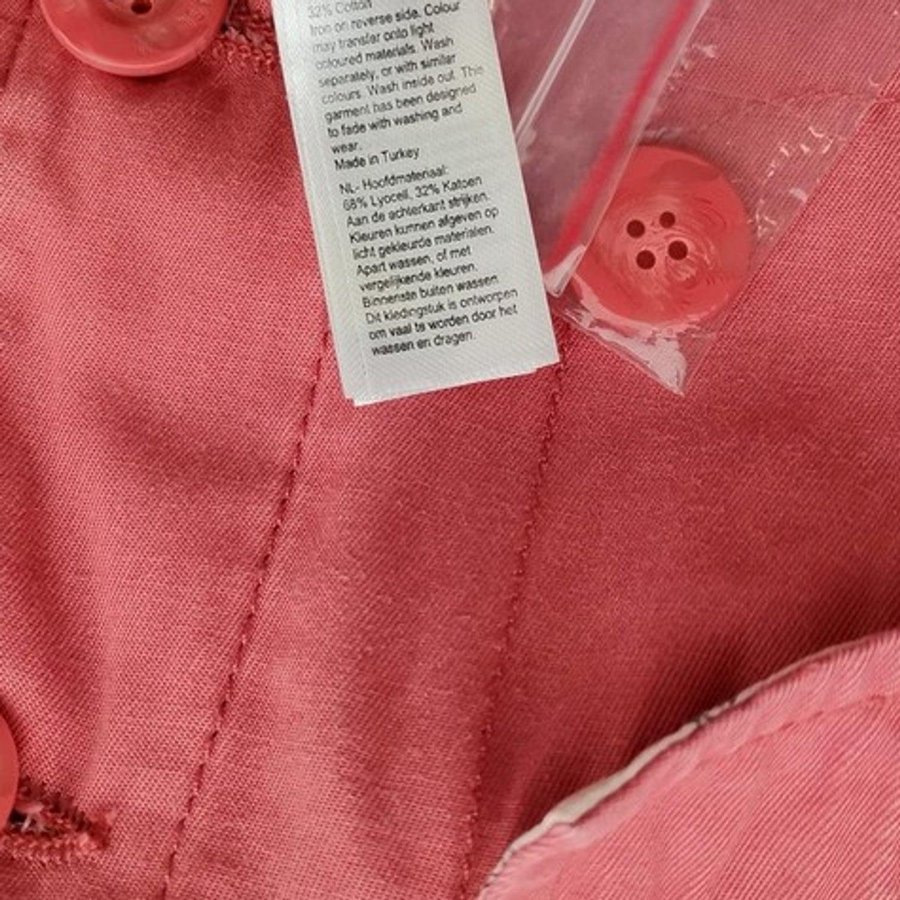 32% Cotton
Iron on reverse side. Colour
may transfer onto light
coloured materials. Wash
separately, or with similar
colours. Wash inside out. This
garment has been designed
to fade with washing and
wear.
Made in Turkey
NL- Hoofdmateriaal:
68% Lyocell, 32% Katoen
Aan de achterkant strijken.
Kleuren kunnen afgeven op
licht gekleurde materialen.
Apart wassen, of met
vergelijkende kleuren.
Binnenste buiten wassen.
Dit kledingstuk is ontworpen
om vaal te worden door het
wassen en dragen.